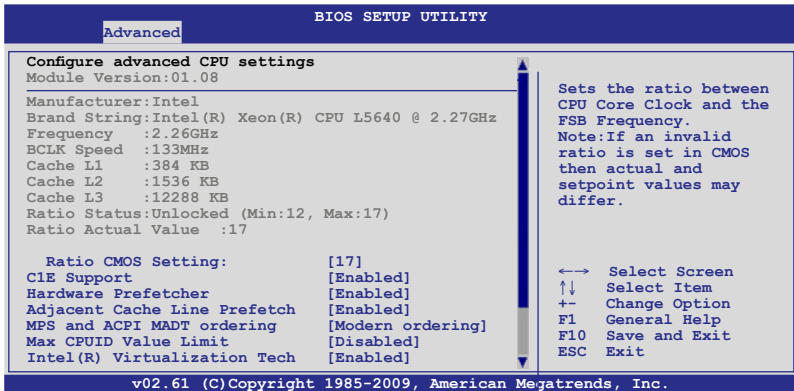 BIOS SETUP UTILITY
Advanced
Configure advanced CPU settings
Module Version:01.08
Manufacturer:Intel
Brand String:Intel(R) Xeon(R) CPU L5640 @ 2.27GHz
Frequency :2.26GHz
BCLK Speed :133MHz
Cache L1 :384 KB
Cache L2 :1536 KB
Cache L3 :12288 KB
Ratio Status:Unlocked (Min:12, Max:17)
Ratio Actual Value :17
Ratio CMOS Setting: [17]
C1E Support [Enabled]
Hardware Prefetcher [Enabled]
Adjacent Cache Line Prefetch [Enabled]
MPS and ACPI MADT ordering [Modern ordering]
Max CPUID Value Limit [Disabled]
Intel(R) Virtualization Tech [Enabled]
Sets the ratio between
CPU Core Clock and the
FSB Frequency.
Note:If an invalid
ratio is set in CMOS
then actual and
setpoint values may
differ.
←→ Select Screen
↑↓ Select Item
+- Change Option
F1 General Help
F10 Save and Exit
ESC Exit
v02.61 (C)Copyright 1985-2009, American Megatrends, Inc.